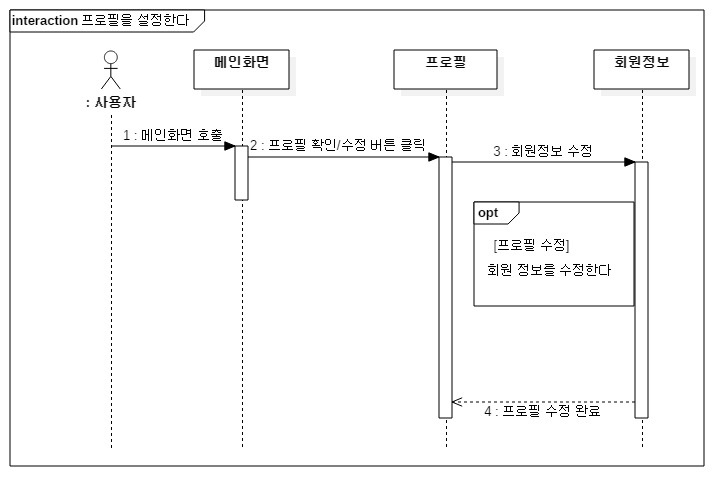 interaction 프로필을 설정한다
메인화면
프로필
회원정보
: 사용자
1 : 메인화면 호출
2 : 프로필 확인/수정 버튼 클릭
3 : 회원정보 수정
opt
[프로필 수정]
회원 정보를 수정한다
4 : 프로필 수정 완료